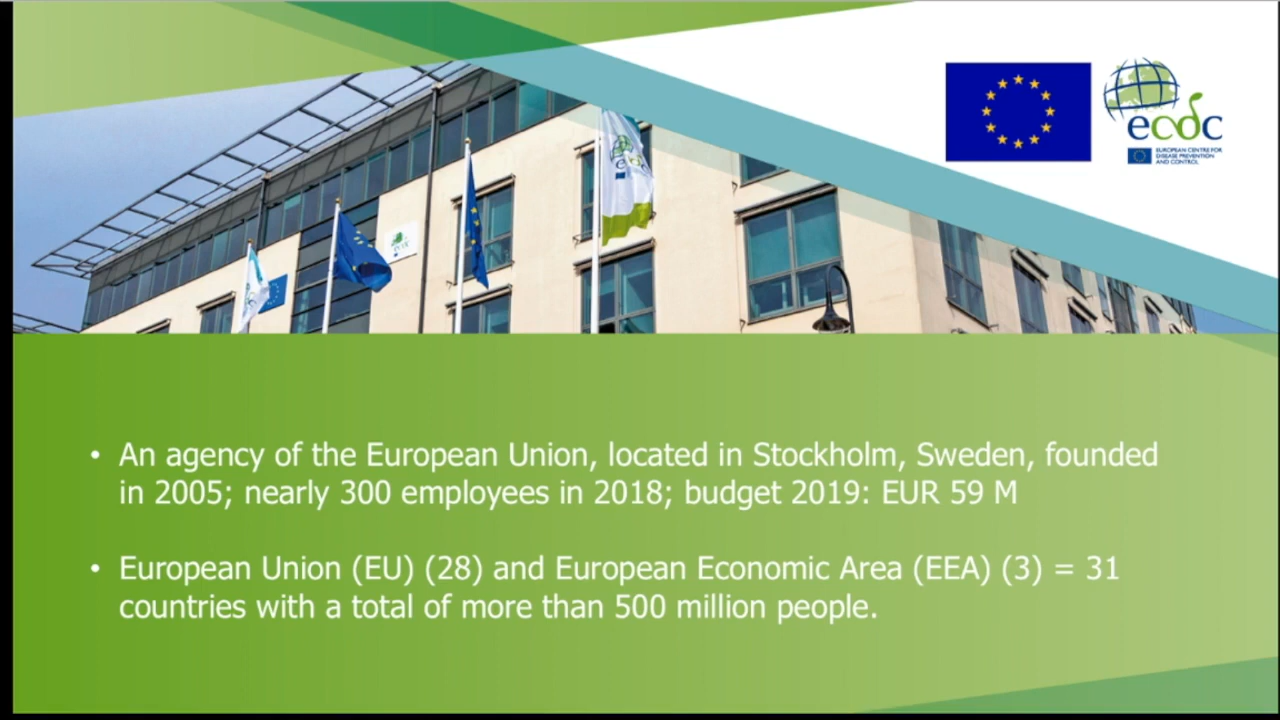 ecdc
EUROPEAN CENTRE FOR
DISEASE PREVENTION
AND CONTROL
ecdc
ecdc
• An agency of the European Union, located in Stockholm, Sweden, founded
in 2005; nearly 300 employees in 2018; budget 2019: EUR 59 M
• European Union (EU) (28) and European Economic Area (EEA) (3) = 31
countries with a total of more than 500 million people.